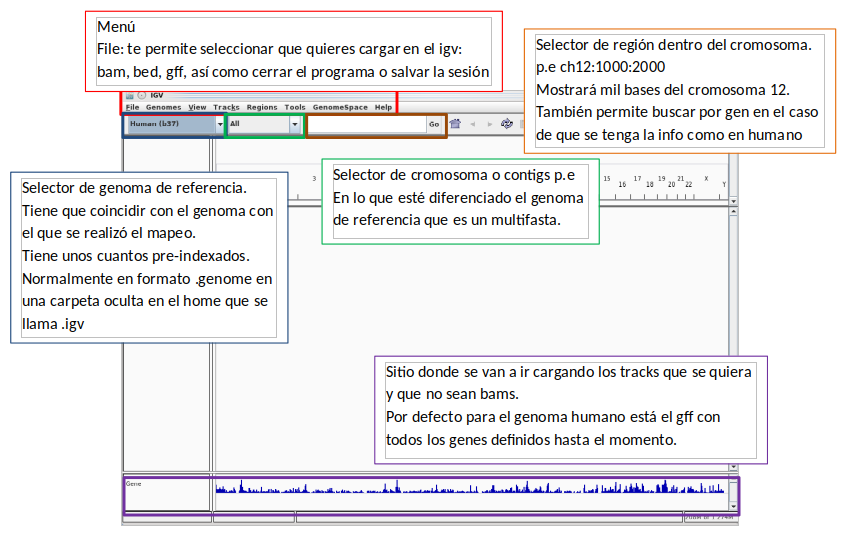 Menú
File: te permite seleccionar que quieres cargar en el igv:
bam, bed, gff, así como cerrar el programa o salvar la sesión
Selector de región dentro del cromosoma.
p.e ch12:1000:2000
Mostrará mil bases del cromosoma 12.
También permite buscar por gen en el caso
de que se tenga la info como en humano
IGV
File Genomes View Tracks Regions Tools GenomeSpace Help
Human (b37) All Go
Selector de cromosoma o contigs p.e
En lo que esté diferenciado el genoma
de referencia que es un multifasta.
3 15 17 19 21 X
16 18 20 22 Y
Selector de genoma de referencia.
Tiene que coincidir con el genoma con
el que se realizó el mapeo.
Tiene unos cuantos pre-indexados.
Normalmente en formato .genome en
una carpeta oculta en el home que se
llama .igv
Sitio donde se van a ir cargando los tracks que se quiera
y que no sean bams.
Por defecto para el genoma humano está el gff con
todos los genes definidos hasta el momento.
Gene